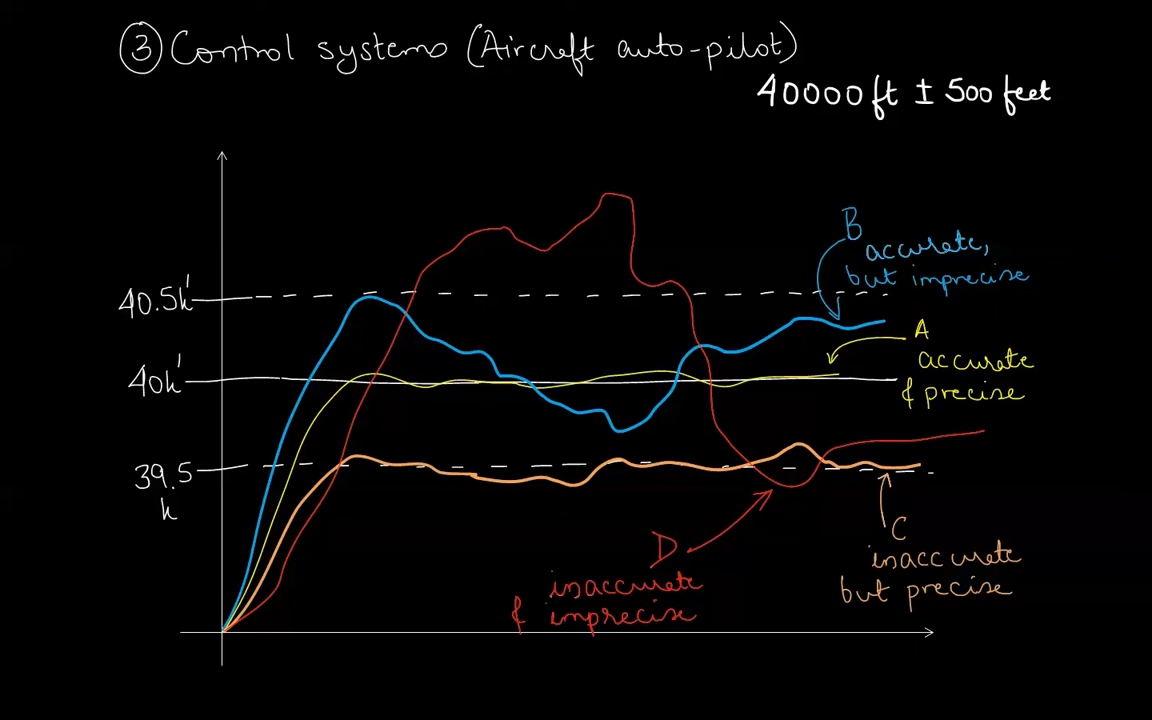 ③ Control systems (Aircraft auto-pilot)
40000 ft ± 500 feet
B
accurate,
but imprecise
40.5k'
A
accurate
& precise
40k'
39.5
k
C
inaccurate
but precise
D
inaccurate
& imprecise